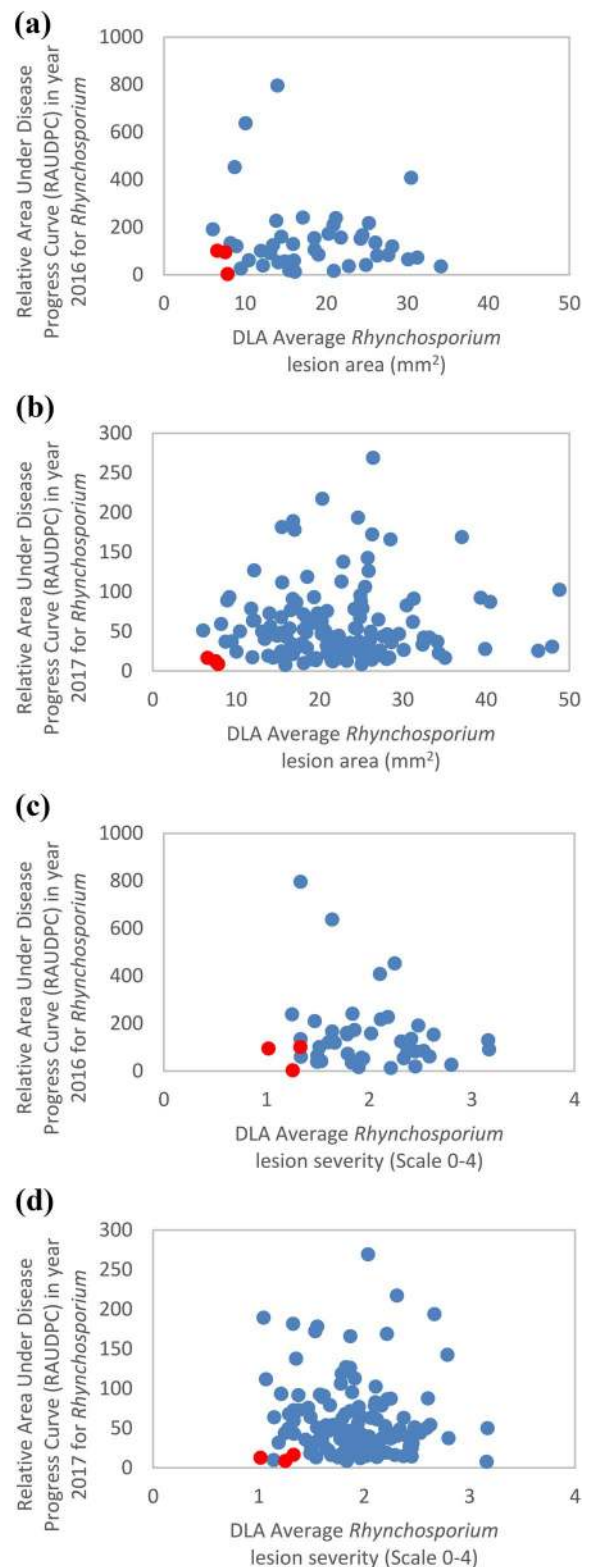 (a)
Relative Area Under Disease
Progress Curve (RAUDPC) in year
2016 for Rhynchosporium
1000
800
600
400
200
0
0 10 20 30 40 50
DLA Average Rhynchosporium
lesion area (mm²)
(b)
Relative Area Under Disease
Progress Curve (RAUDPC) in year
2017 for Rhynchosporium
300
250
200
150
100
50
0
0 10 20 30 40 50
DLA Average Rhynchosporium
lesion area (mm²)
(c)
Relative Area Under Disease
Progress Curve (RAUDPC) in year
2016 for Rhynchosporium
1000
800
600
400
200
0
0 1 2 3 4
DLA Average Rhynchosporium
lesion severity (Scale 0-4)
(d)
Relative Area Under Disease
Progress Curve (RAUDPC) in year
2017 for Rhynchosporium
300
250
200
150
100
50
0
0 1 2 3 4
DLA Average Rhynchosporium
lesion severity (Scale 0-4)